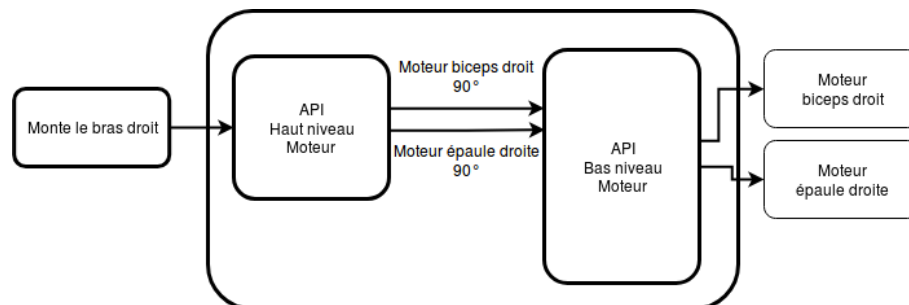 Monte le bras droit
API
Haut niveau
Moteur
Moteur biceps droit
90°
Moteur épaule droite
90°
API
Bas niveau
Moteur
Moteur
biceps droit
Moteur
épaule droite